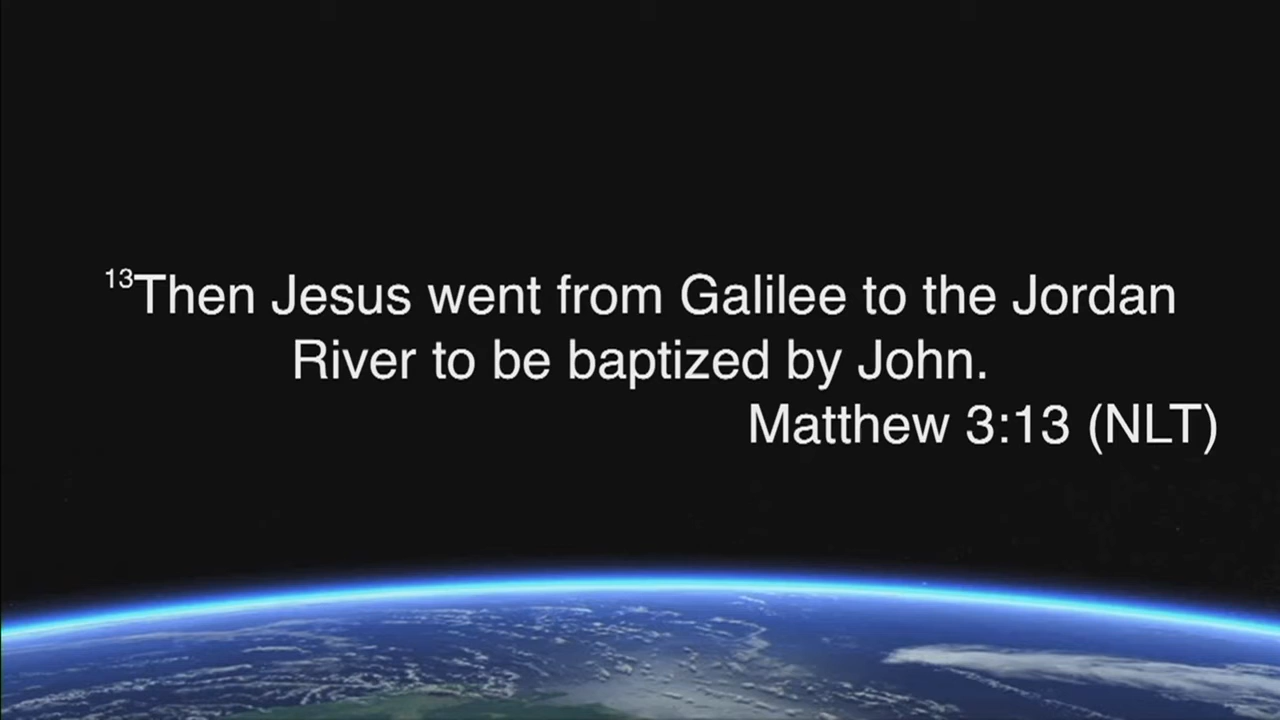 ¹³Then Jesus went from Galilee to the Jordan
River to be baptized by John.
Matthew 3:13 (NLT)